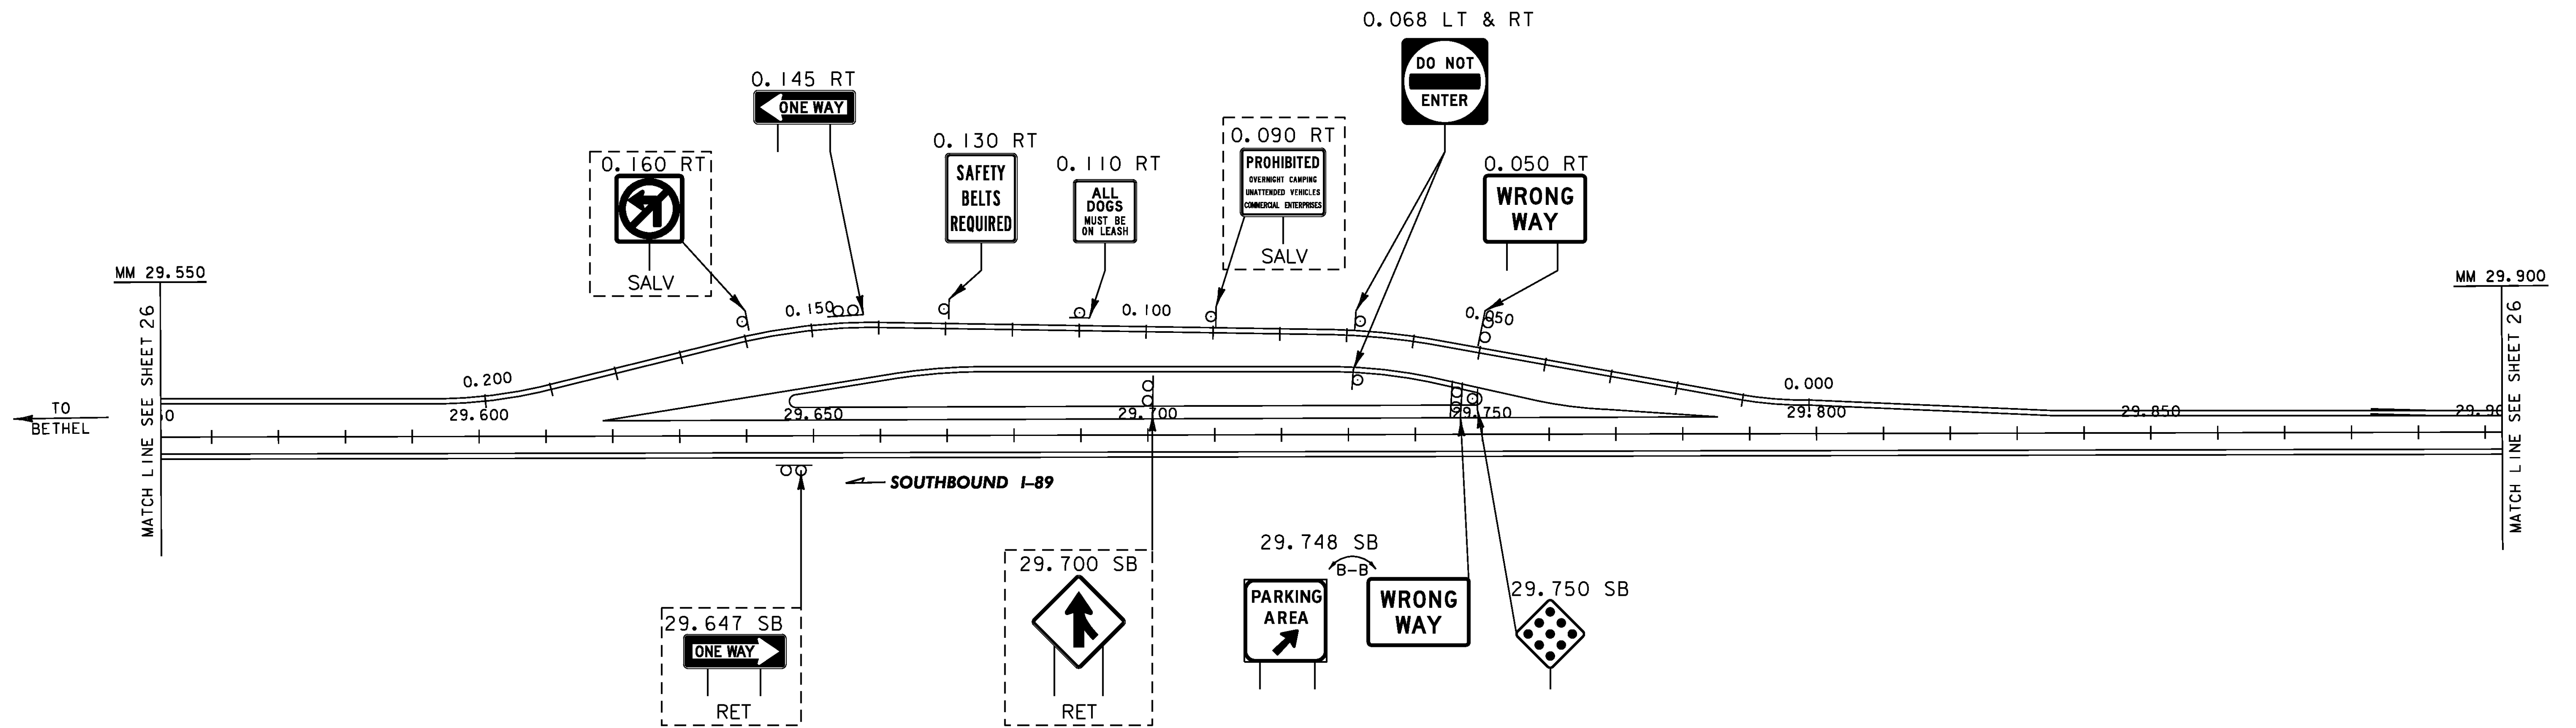 0.068 LT & RT
DO NOT
ENTER
0.145 RT
ONE WAY
0.160 RT
SALV
0.130 RT
SAFETY
BELTS
REQUIRED
0.110 RT
ALL
DOGS
MUST BE
ON LEASH
0.090 RT
PROHIBITED
OVERNIGHT CAMPING
UNATTENDED VEHICLES
COMMERCIAL ENTERPRISES
SALV
0.050 RT
WRONG
WAY
MM 29.550
MM 29.900
MATCH LINE SEE SHEET 26
0.200
0.150
0.100
0.050
0.000
MATCH LINE SEE SHEET 26
TO
BETHEL
29.600
29.650
29.700
29.750
29.800
29.850
29.90
SOUTHBOUND I-89
29.647 SB
ONE WAY
RET
29.700 SB
RET
29.748 SB
B-B
PARKING
AREA
WRONG
WAY
29.750 SB